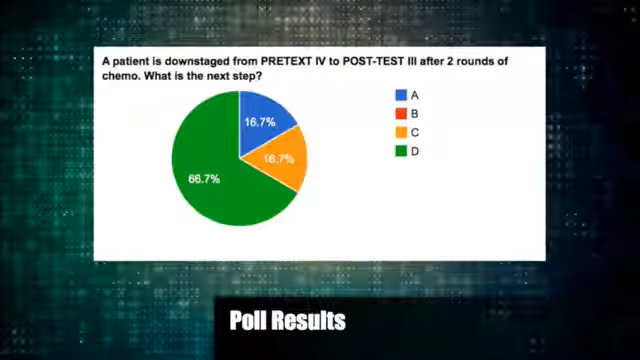 A patient is downstaged from PRETEXT IV to POST-TEST III after 2 rounds of
chemo. What is the next step?
A
B
C
D
16.7%
16.7%
66.7%
Poll Results